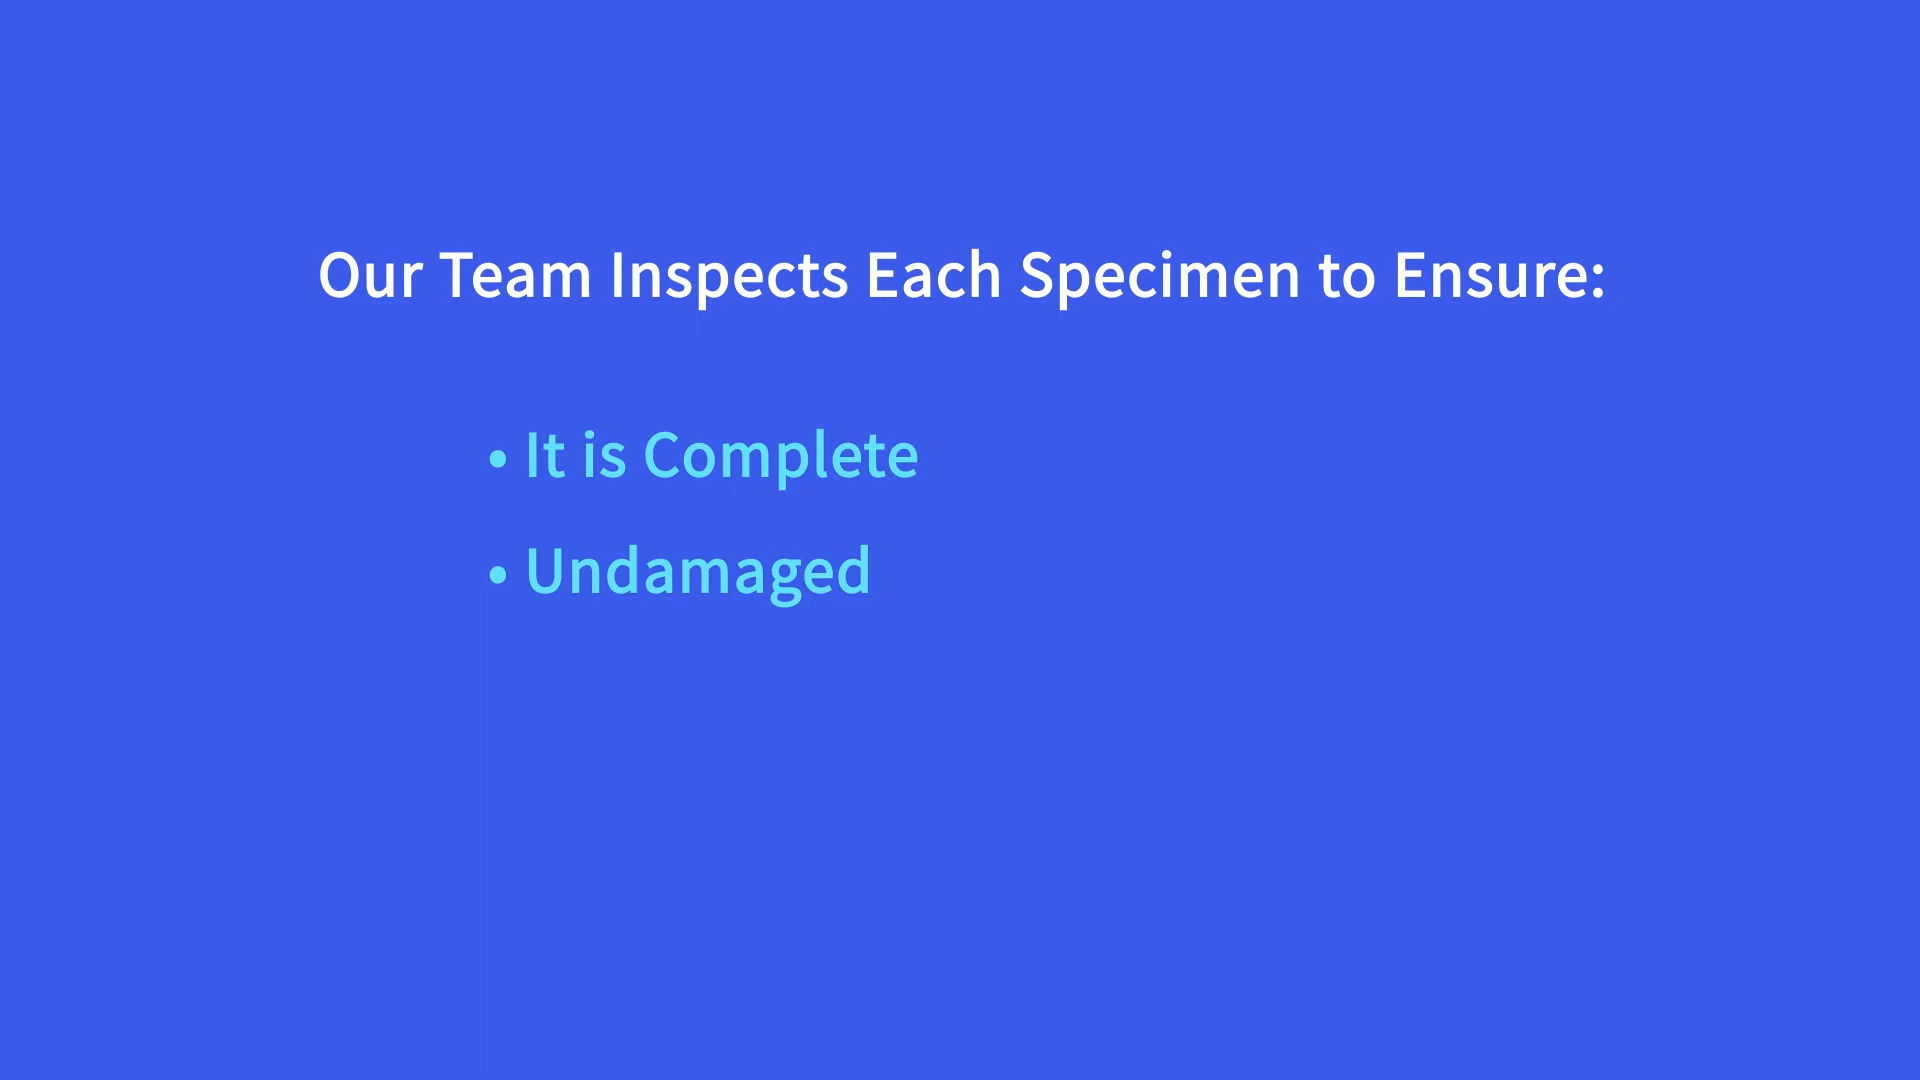 Our Team Inspects Each Specimen to Ensure:
• It is Complete
• Undamaged